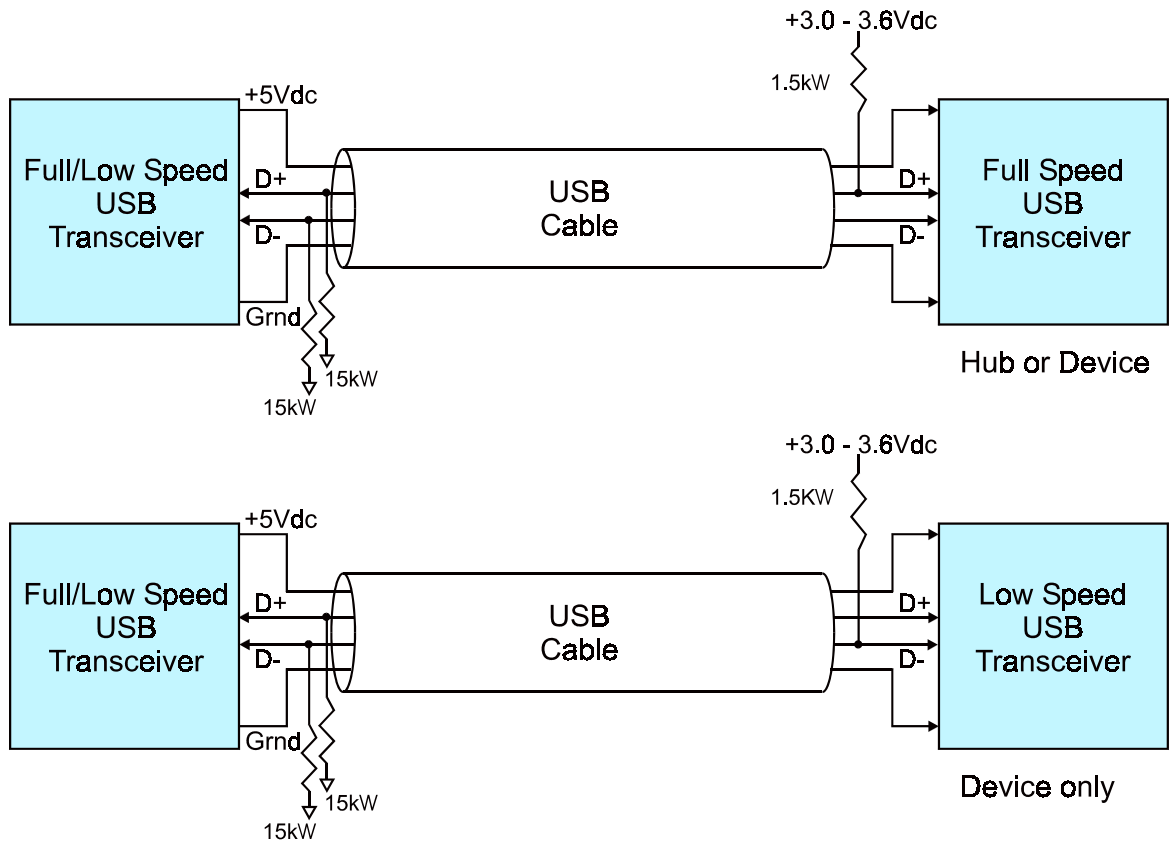 +3.0 - 3.6Vdc
1.5kW
+5Vdc
Full/Low Speed
USB
Transceiver
D+
D-
Grnd
15kW
15kW
USB
Cable
D+
D-
Full Speed
USB
Transceiver
Hub or Device
+3.0 - 3.6Vdc
1.5KW
+5Vdc
Full/Low Speed
USB
Transceiver
D+
D-
Grnd
15kW
15kW
USB
Cable
D+
D-
Low Speed
USB
Transceiver
Device only